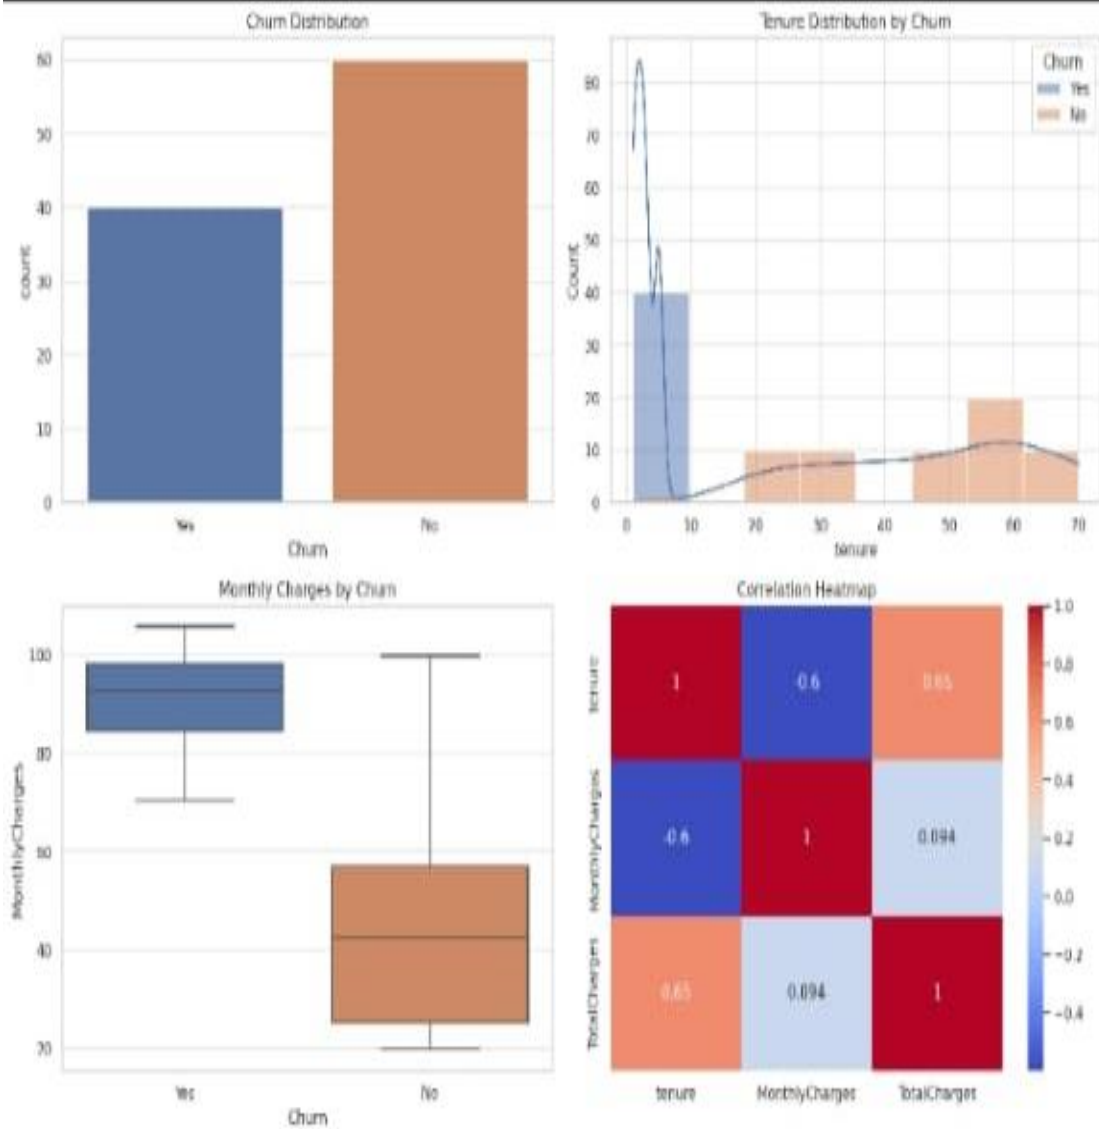 Churn Distribution
count
60
50
40
30
20
10
0
Yes
No
Churn
Tenure Distribution by Churn
Count
80
70
60
50
40
30
20
10
0
0
10
20
30
40
50
60
70
tenure
Churn
Yes
No
Monthly Charges by Churn
MonthlyCharges
100
80
60
40
20
Yes
No
Churn
Correlation Heatmap
tenure
MonthlyCharges
TotalCharges
1
-0.6
0.65
-0.6
1
0.094
0.65
0.094
1
tenure
MonthlyCharges
TotalCharges
1.0
0.8
0.6
0.4
0.2
0.0
−0.2
−0.4